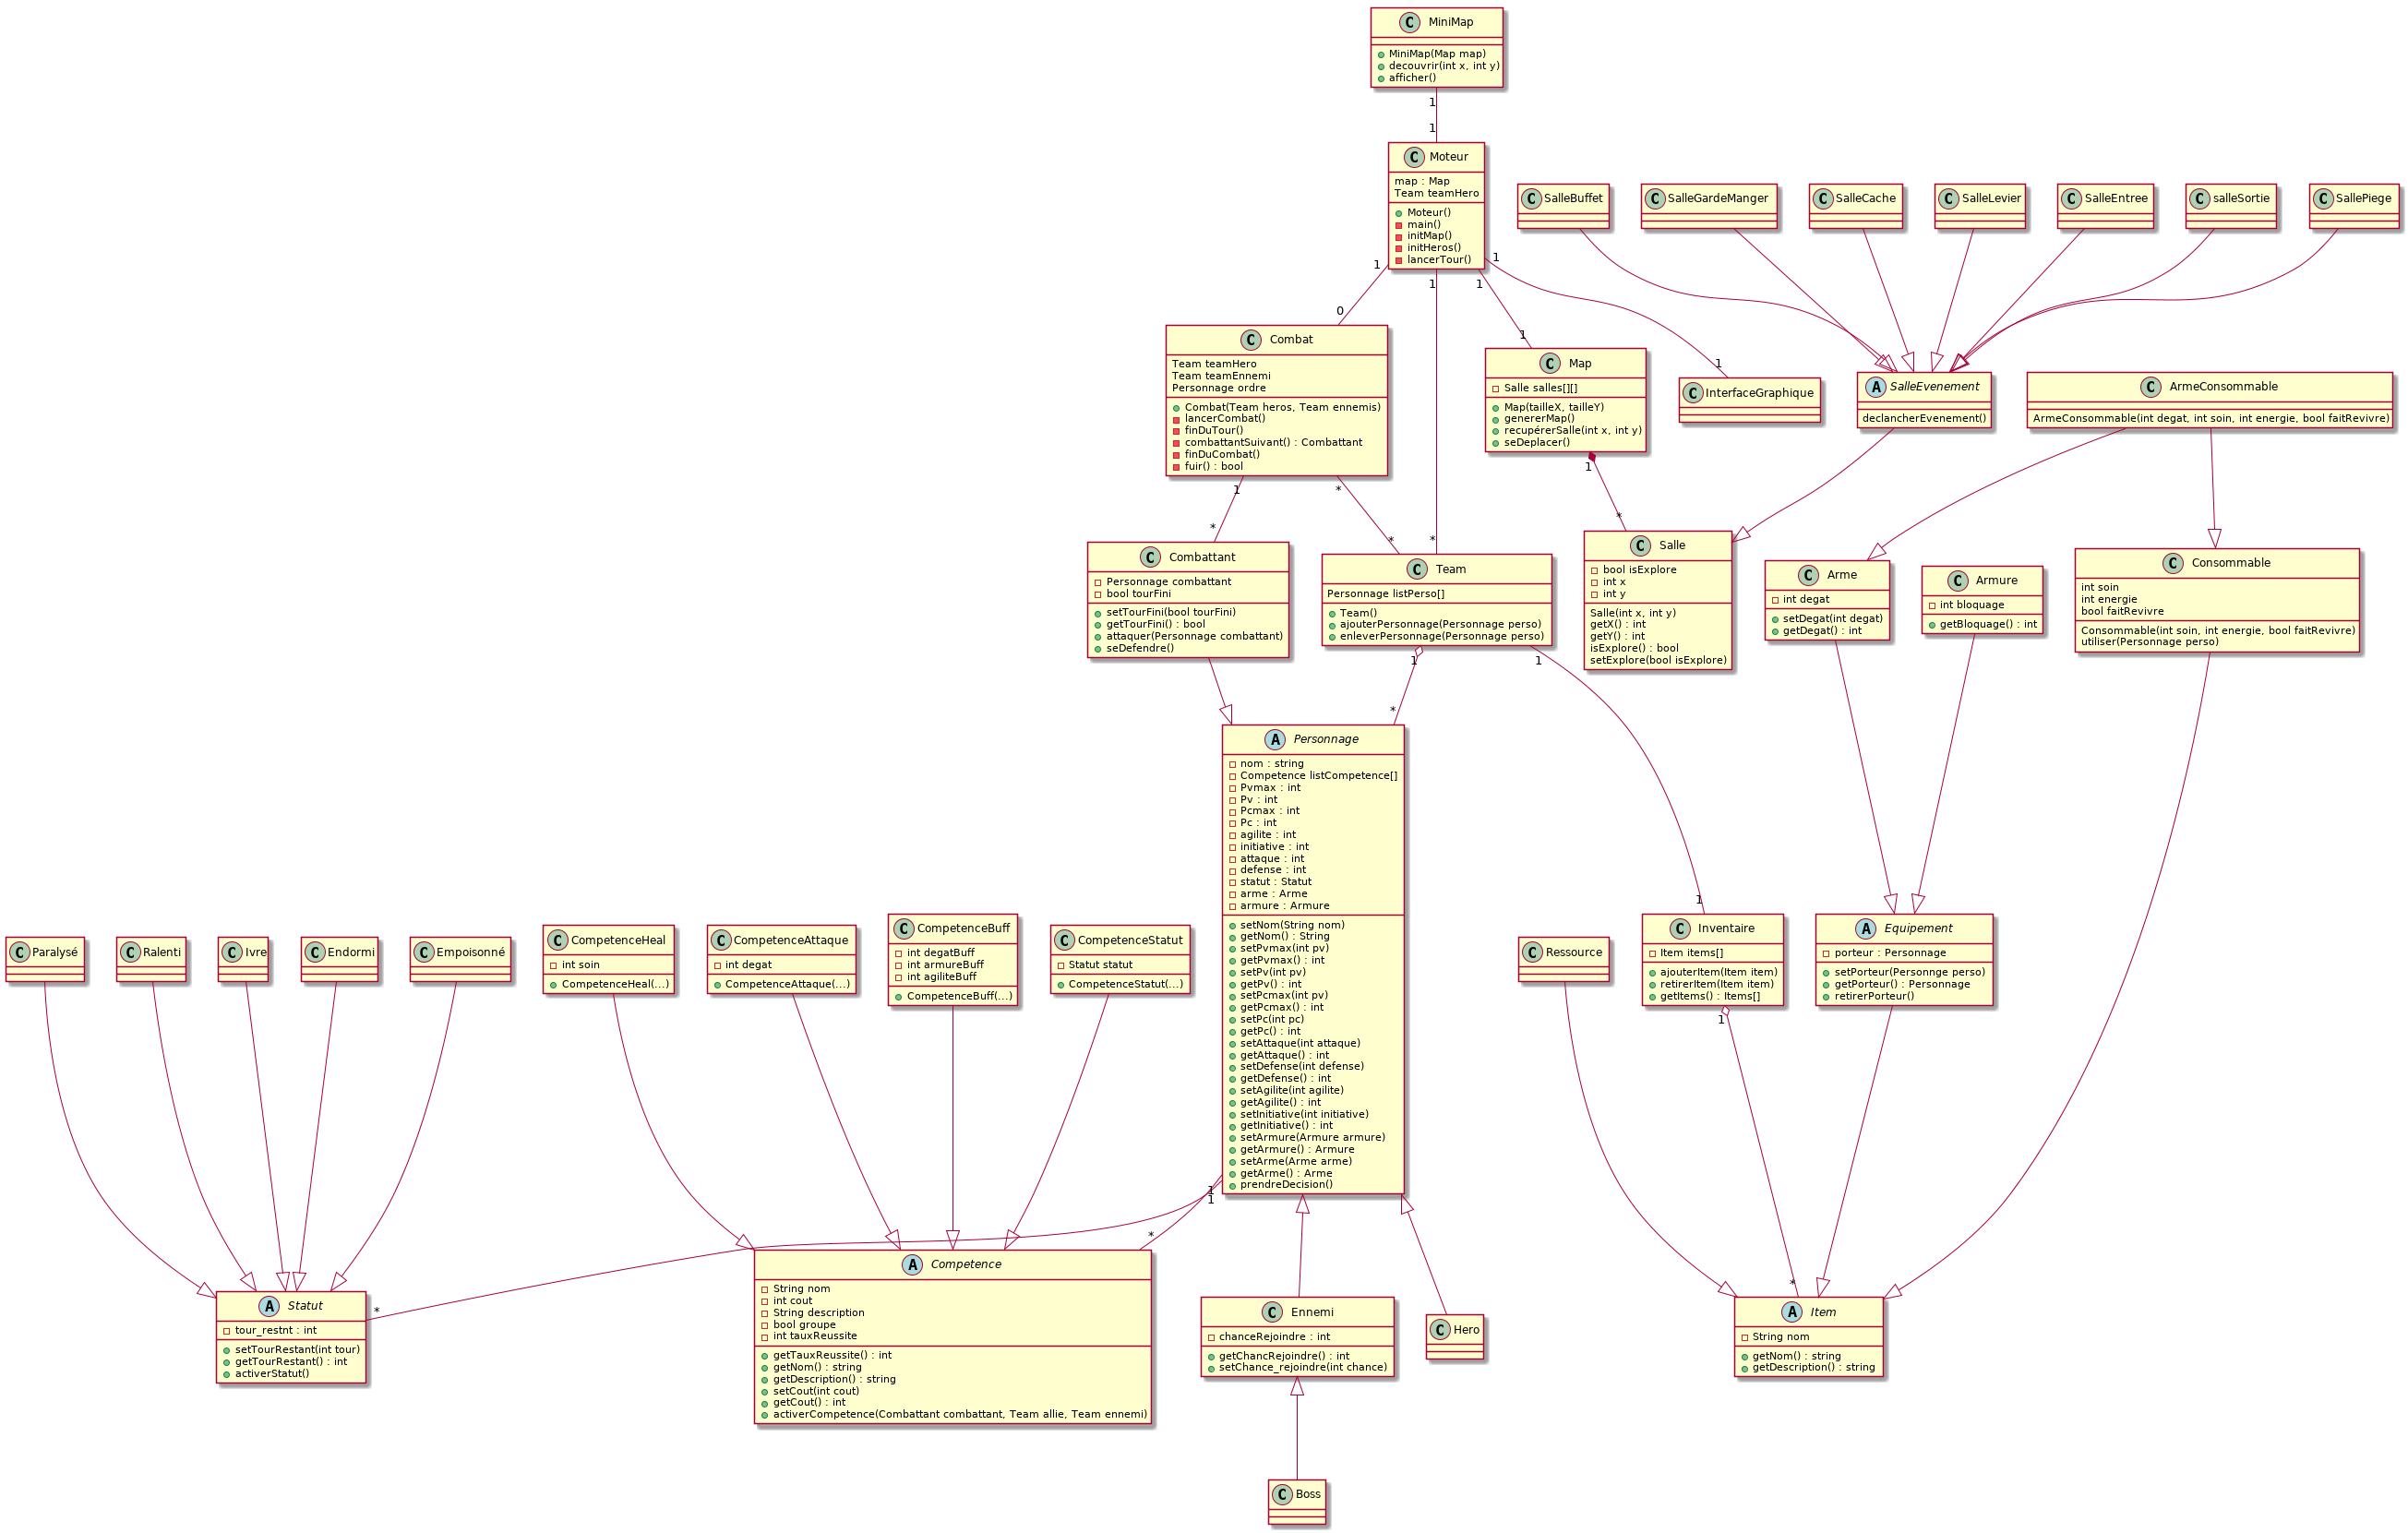 C MiniMap
MiniMap(Map map)
decouvrir(int x, int y)
afficher()
1
1
C Moteur
map : Map
Team teamHero
Moteur()
main()
initMap()
initHeros()
lancerTour()
C SalleBuffet
C SalleGardeManger
C SalleCache
C SalleLevier
C SalleEntree
C salleSortie
C SallePiege
1
1
1
1
0
1
1
C Combat
Team teamHero
Team teamEnnemi
Personnage ordre
Combat(Team heros, Team ennemis)
lancerCombat()
finDuTour()
combattantSuivant() : Combattant
finDuCombat()
fuir() : bool
C Map
Salle salles[][]
Map(tailleX, tailleY)
genererMap()
recupérerSalle(int x, int y)
seDeplacer()
C InterfaceGraphique
A SalleEvenement
declancherEvenement()
C ArmeConsommable
ArmeConsommable(int degat, int soin, int energie, bool faitRevivre)
1
*
1
*
*
*
*
C Combattant
Personnage combattant
bool tourFini
setTourFini(bool tourFini)
getTourFini() : bool
attaquer(Personnage combattant)
seDefendre()
C Team
Personnage listPerso[]
Team()
ajouterPersonnage(Personnage perso)
enleverPersonnage(Personnage perso)
C Salle
bool isExplore
int x
int y
Salle(int x, int y)
getX() : int
getY() : int
isExplore() : bool
setExplore(bool isExplore)
C Arme
int degat
setDegat(int degat)
getDegat() : int
C Armure
int bloquage
getBloquage() : int
C Consommable
int soin
int energie
bool faitRevivre
Consommable(int soin, int energie, bool faitRevivre)
utiliser(Personnage perso)
1
1
*
A Personnage
nom : string
Competence listCompetence[]
Pvmax : int
Pv : int
Pcmax : int
Pc : int
agilite : int
initiative : int
attaque : int
defense : int
statut : Statut
arme : Arme
armure : Armure
setNom(String nom)
getNom() : String
setPvmax(int pv)
getPvmax() : int
setPv(int pv)
getPv() : int
setPcmax(int pv)
getPcmax() : int
setPc(int pc)
getPc() : int
setAttaque(int attaque)
getAttaque() : int
setDefense(int defense)
getDefense() : int
setAgilite(int agilite)
getAgilite() : int
setInitiative(int initiative)
getInitiative() : int
setArmure(Armure armure)
getArmure() : Armure
setArme(Arme arme)
getArme() : Arme
prendreDecision()
C Paralysé
C Ralenti
C Ivre
C Endormi
C Empoisonné
C CompetenceHeal
int soin
CompetenceHeal(...)
C CompetenceAttaque
int degat
CompetenceAttaque(...)
C CompetenceBuff
int degatBuff
int armureBuff
int agiliteBuff
CompetenceBuff(...)
C CompetenceStatut
Statut statut
CompetenceStatut(...)
C Ressource
1
C Inventaire
Item items[]
ajouterItem(Item item)
retirerItem(Item item)
getItems() : Items[]
A Equipement
porteur : Personnage
setPorteur(Personnge perso)
getPorteur() : Personnage
retirerPorteur()
1
1
1
*
*
*
A Statut
tour_restnt : int
setTourRestant(int tour)
getTourRestant() : int
activerStatut()
A Competence
String nom
int cout
String description
bool groupe
int tauxReussite
getTauxReussite() : int
getNom() : string
getDescription() : string
setCout(int cout)
getCout() : int
activerCompetence(Combattant combattant, Team allie, Team ennemi)
C Ennemi
chanceRejoindre : int
getChancRejoindre() : int
setChance_rejoindre(int chance)
C Hero
A Item
String nom
getNom() : string
getDescription() : string
C Boss